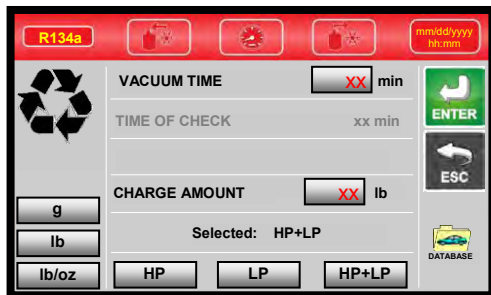 R134a
mm/dd/yyyy
hh:mm
VACUUM TIME XX min
ENTER
TIME OF CHECK xx min
ESC
CHARGE AMOUNT XX lb
g
Selected: HP+LP
lb
DATABASE
lb/oz HP LP HP+LP